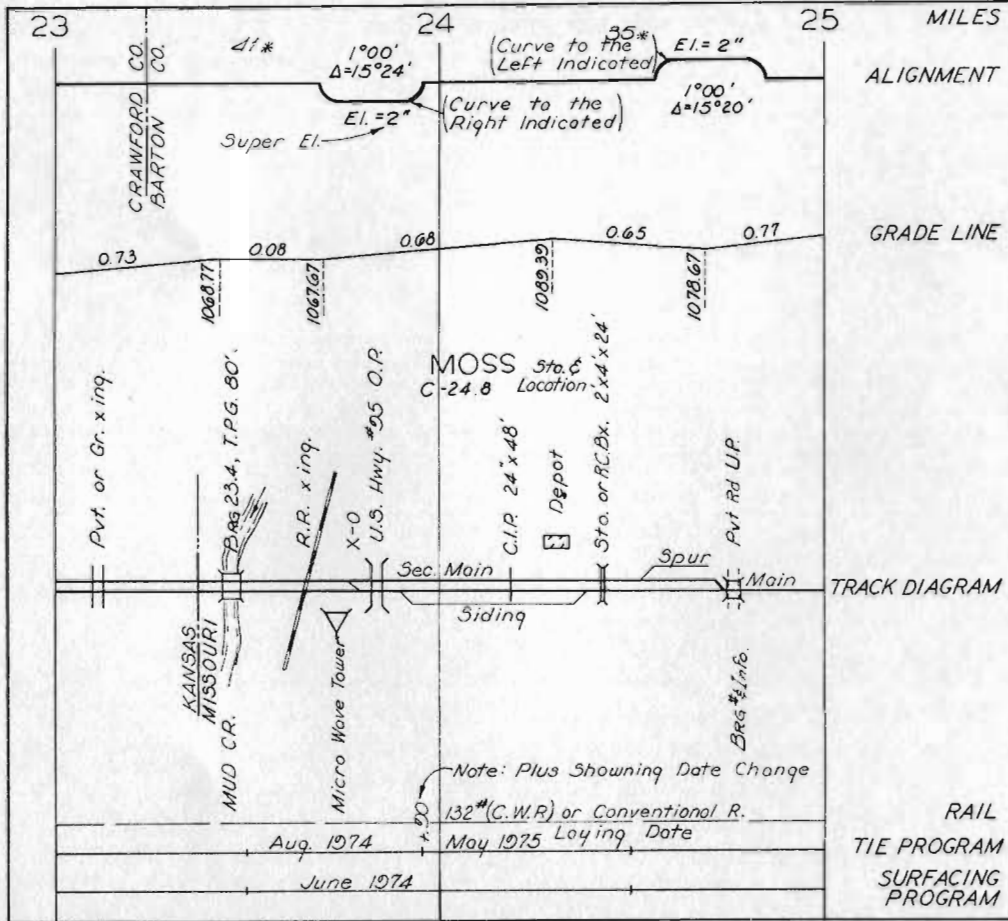 23 24 25 MILES
41* 1°00' Δ=15°24'
(Curve to the Left Indicated)
35*
El.=2"
1°00' Δ=15°20'
ALIGNMENT
CRAWFORD CO.
BARTON CO.
El.=2"
(Curve to the Right Indicated)
Super El.
0.73 0.08 0.68 0.65 0.77 GRADE LINE
1068.77
1067.67
1089.39
1078.67
MOSS Sta. & Location
C-24.8
Pvt. or Gr. xing.
BRG 23.4, T.P.G. 80'.
R.R. xing.
X-O
U.S. Hwy. #95 O.P.
C.I.P. 24" x 48'
Depot
Sto. or R.C.Bx. 2'x4'x24'
Pvt Rd U.P.
Sec. Main
Spur
Main
TRACK DIAGRAM
Siding
KANSAS
MISSOURI
MUD CR.
Micro Wave Tower
BRG # & Info.
Note: Plus Showning Date Change
+.90
132#(C.W.R) or Conventional R. RAIL
Laying Date
Aug. 1974 May 1975 TIE PROGRAM
June 1974 SURFACING PROGRAM